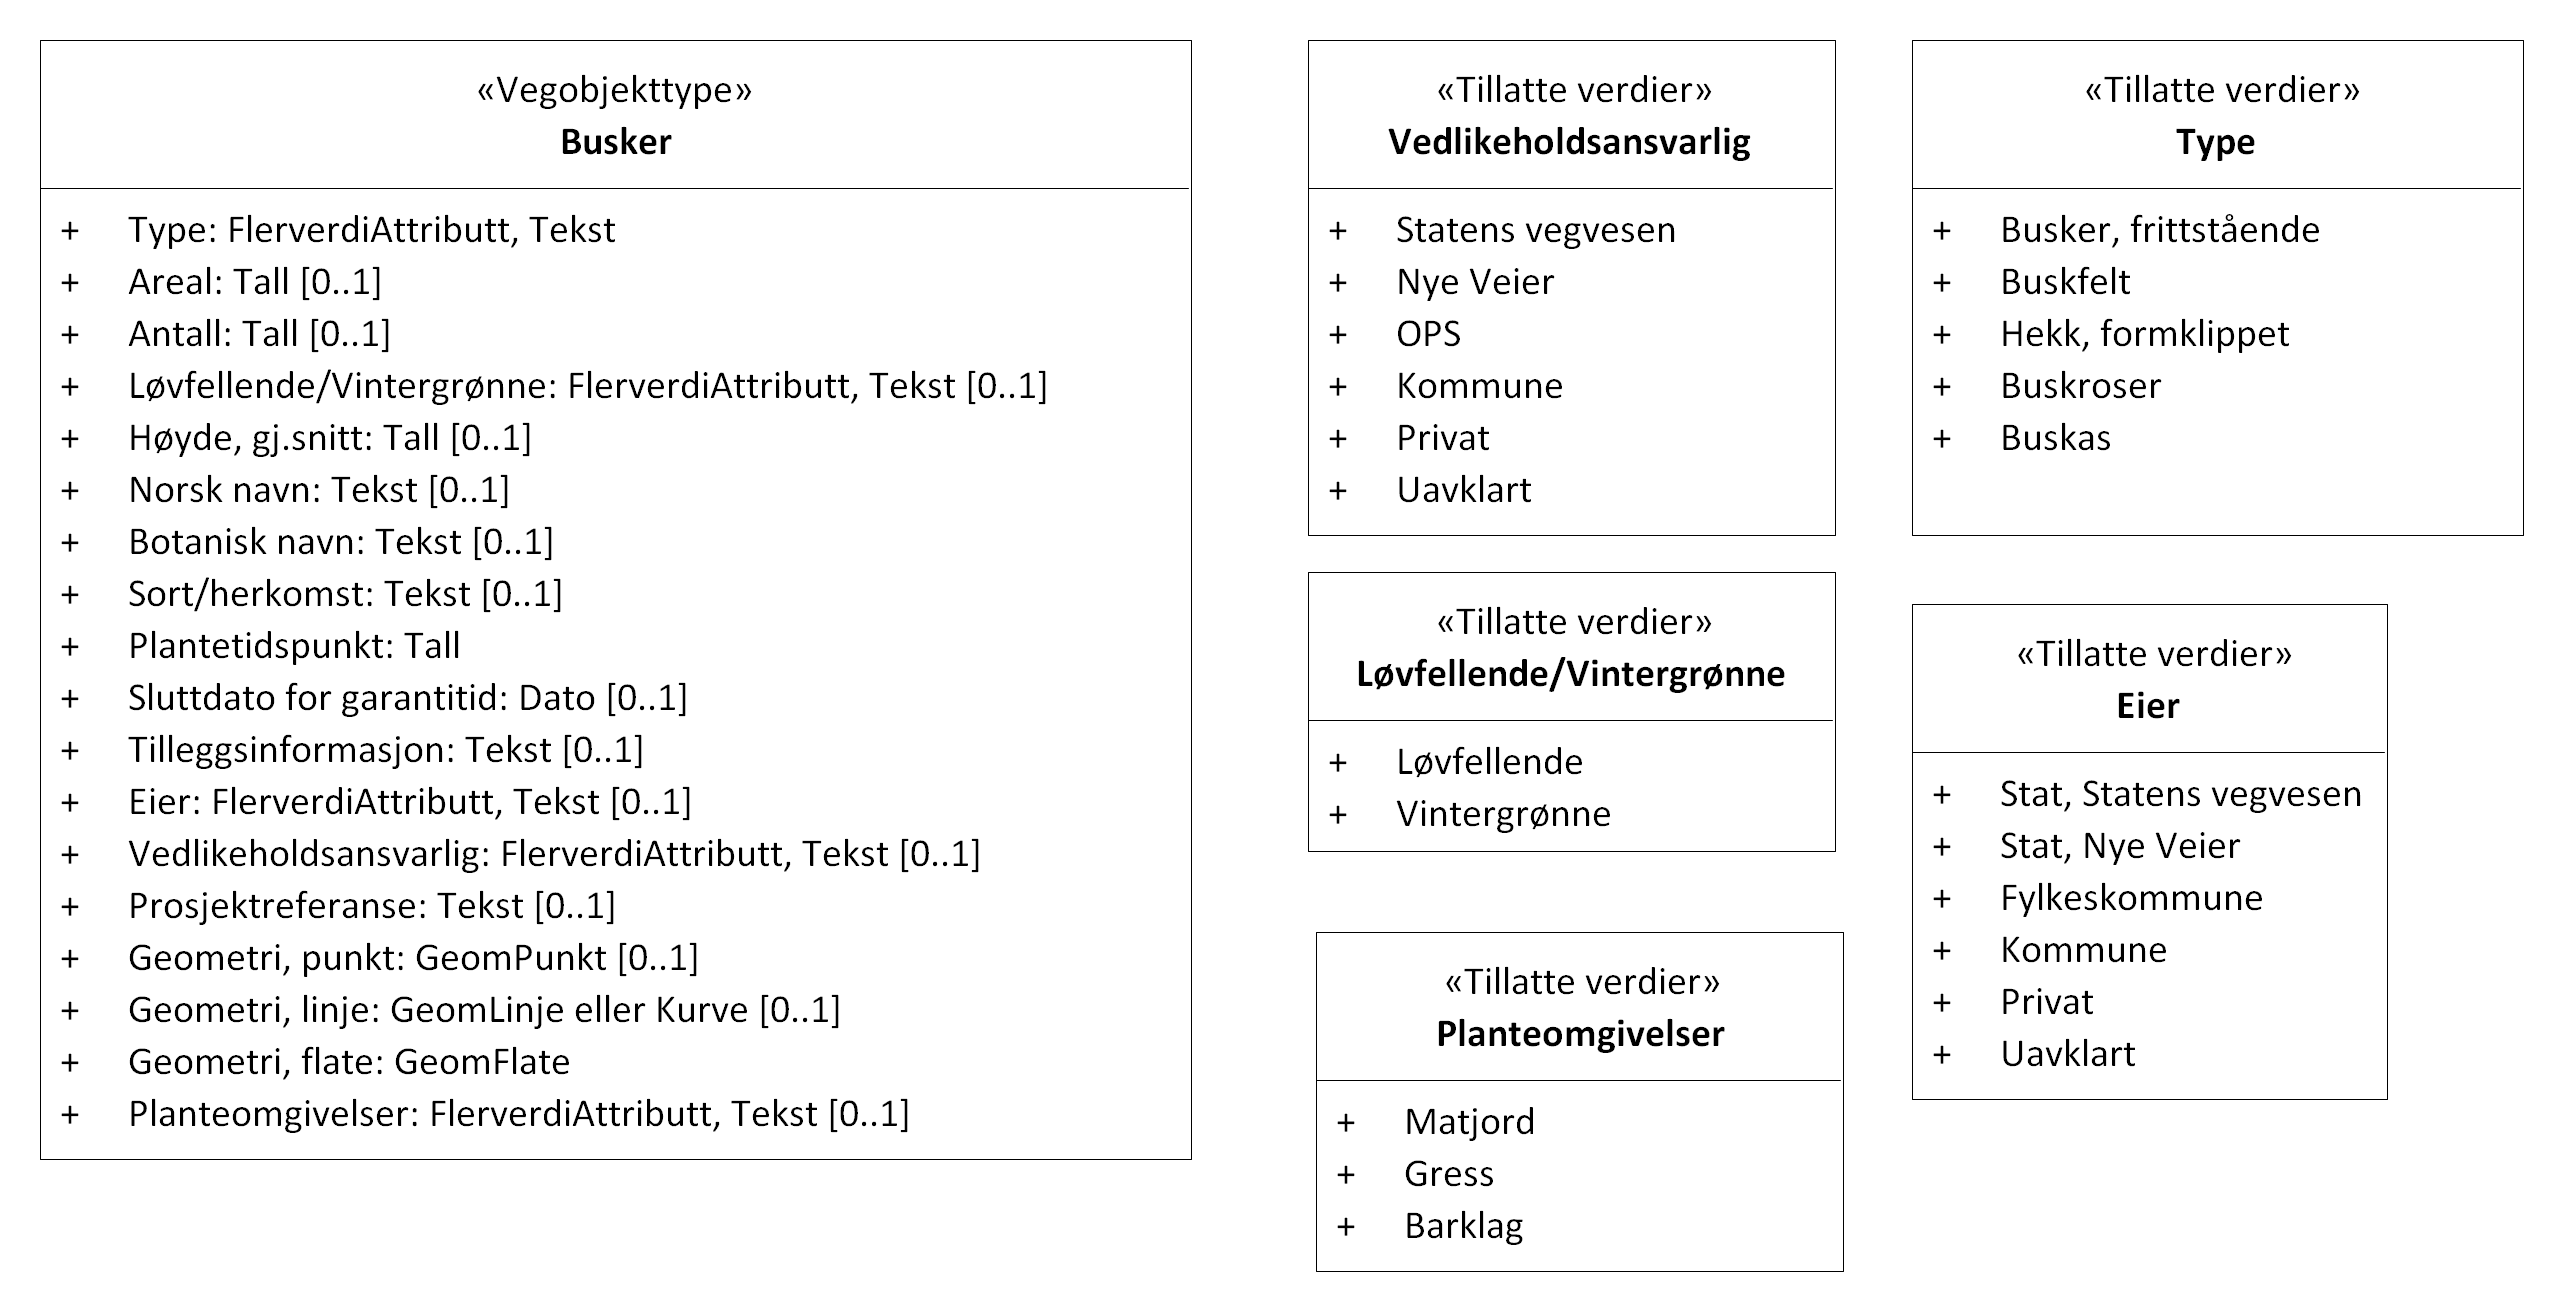 «Vegobjekttype»
Busker
+ Type: FlerverdiAttributt, Tekst
+ Areal: Tall [0..1]
+ Antall: Tall [0..1]
+ Løvfellende/Vintergrønne: FlerverdiAttributt, Tekst [0..1]
+ Høyde, gj.snitt: Tall [0..1]
+ Norsk navn: Tekst [0..1]
+ Botanisk navn: Tekst [0..1]
+ Sort/herkomst: Tekst [0..1]
+ Plantetidspunkt: Tall
+ Sluttdato for garantitid: Dato [0..1]
+ Tilleggsinformasjon: Tekst [0..1]
+ Eier: FlerverdiAttributt, Tekst [0..1]
+ Vedlikeholdsansvarlig: FlerverdiAttributt, Tekst [0..1]
+ Prosjektreferanse: Tekst [0..1]
+ Geometri, punkt: GeomPunkt [0..1]
+ Geometri, linje: GeomLinje eller Kurve [0..1]
+ Geometri, flate: GeomFlate
+ Planteomgivelser: FlerverdiAttributt, Tekst [0..1]
«Tillatte verdier»
Vedlikeholdsansvarlig
+ Statens vegvesen
+ Nye Veier
+ OPS
+ Kommune
+ Privat
+ Uavklart
«Tillatte verdier»
Type
+ Busker, frittstående
+ Buskfelt
+ Hekk, formklippet
+ Buskroser
+ Buskas
«Tillatte verdier»
Løvfellende/Vintergrønne
+ Løvfellende
+ Vintergrønne
«Tillatte verdier»
Eier
+ Stat, Statens vegvesen
+ Stat, Nye Veier
+ Fylkeskommune
+ Kommune
+ Privat
+ Uavklart
«Tillatte verdier»
Planteomgivelser
+ Matjord
+ Gress
+ Barklag